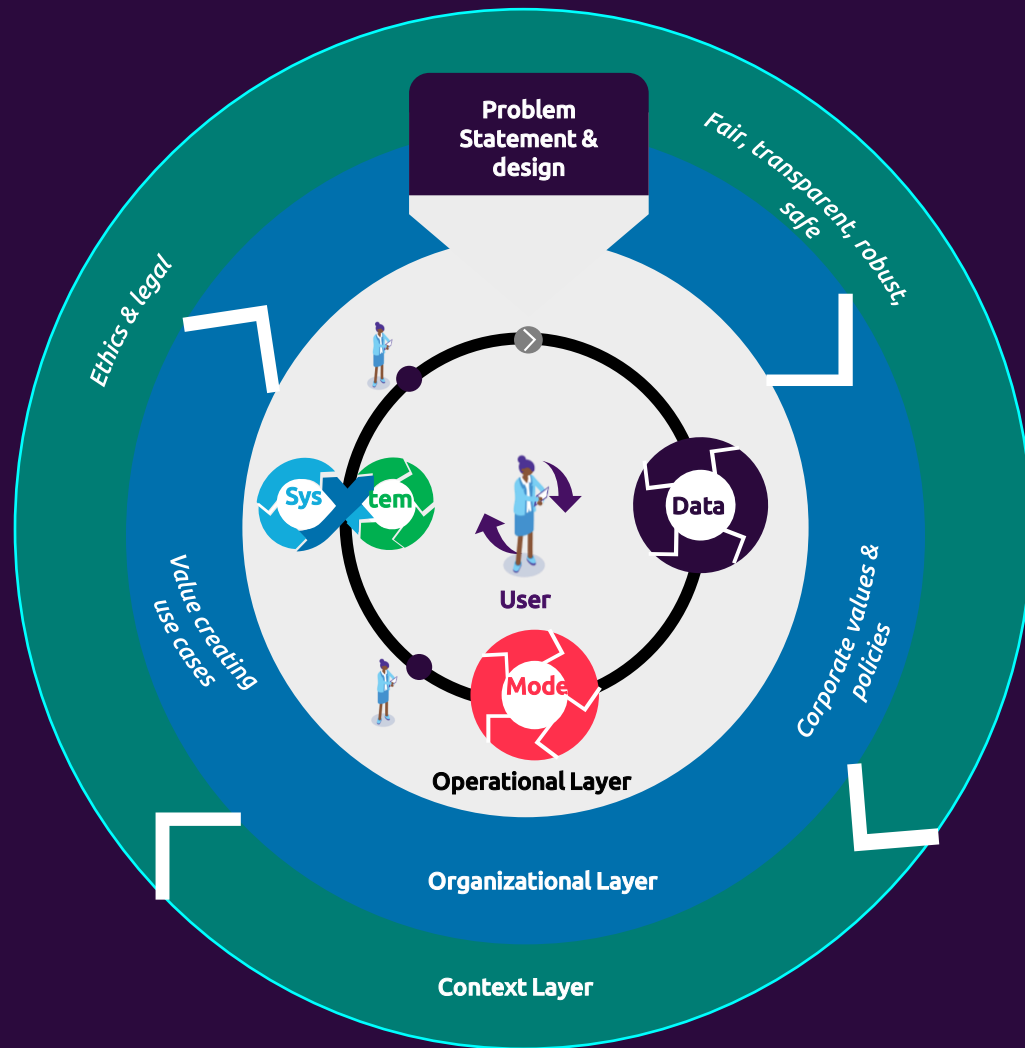 Problem
Statement &
design
Fair, transparent, robust,
safe
Ethics & legal
Sys
tem
Data
User
Value creating
use cases
Corporate values &
policies
Mode
Operational Layer
Organizational Layer
Context Layer